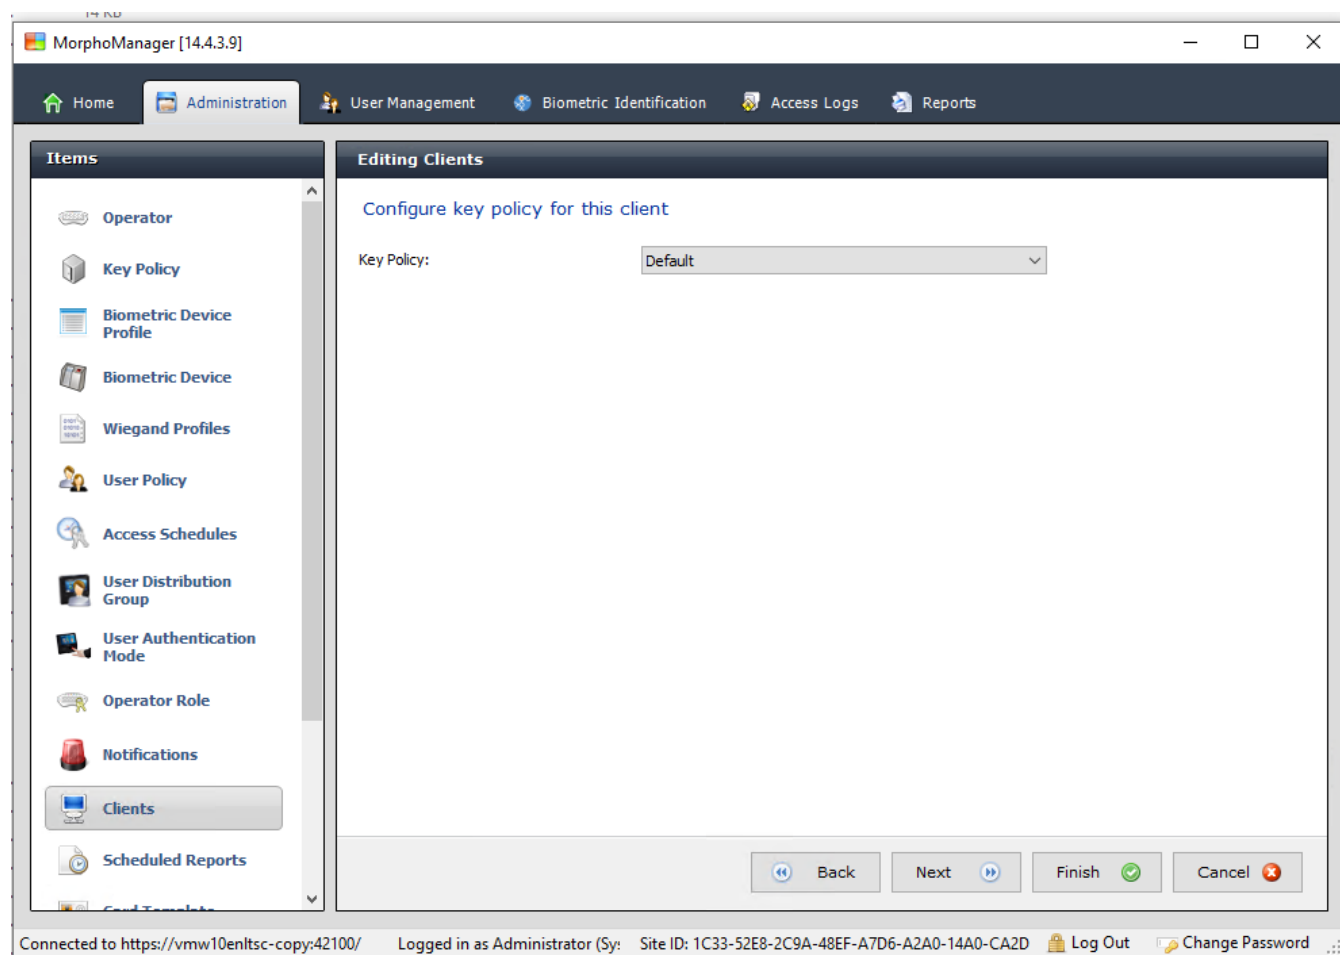 14 KB
MorphoManager [14.4.3.9]
Home
Administration
User Management
Biometric Identification
Access Logs
Reports
Items
Operator
Key Policy
Biometric Device
Profile
Biometric Device
Wiegand Profiles
User Policy
Access Schedules
User Distribution
Group
User Authentication
Mode
Operator Role
Notifications
Clients
Scheduled Reports
Card Template
Editing Clients
Configure key policy for this client
Key Policy:
Default
Back
Next
Finish
Cancel
Connected to https://vmw10enltsc-copy:42100/
Logged in as Administrator (Sy:
Site ID: 1C33-52E8-2C9A-48EF-A7D6-A2A0-14A0-CA2D
Log Out
Change Password